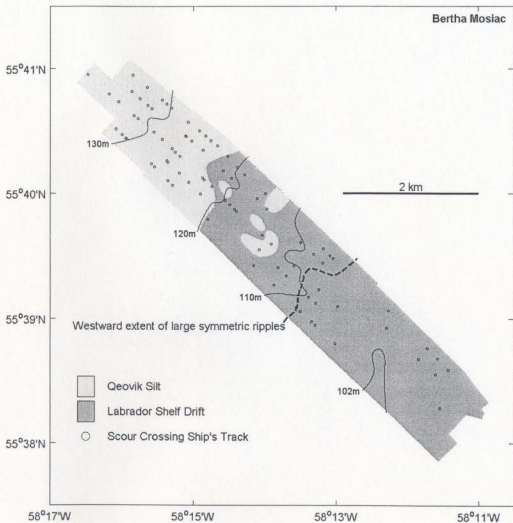 Bertha Mosiac
55°41'N
130m
55°40'N
2 km
120m
110m
55°39'N
Westward extent of large symmetric ripples
102m
Qeovik Silt
Labrador Shelf Drift
Scour Crossing Ship's Track
55°38'N
58°17'W
58°15'W
58°13'W
58°11'W